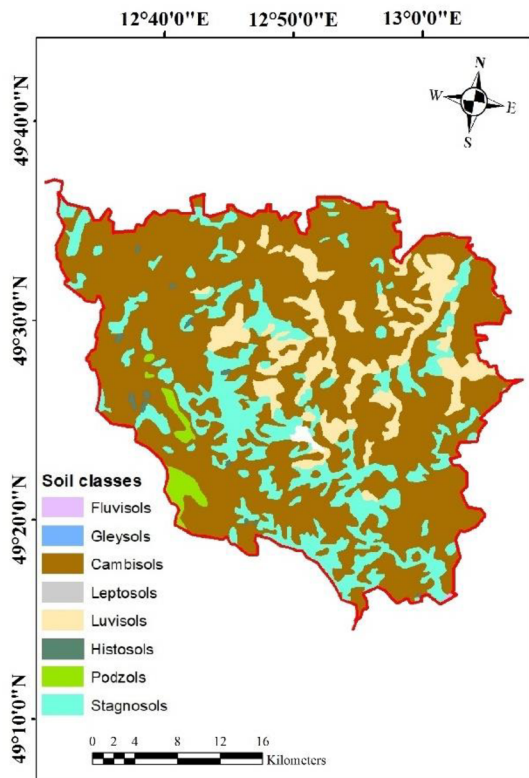 12°40'0"E 12°50'0"E 13°0'0"E
N
W E
S
49°40'0"N
49°30'0"N
49°20'0"N
49°10'0"N
Soil classes
Fluvisols
Gleysols
Cambisols
Leptosols
Luvisols
Histosols
Podzols
Stagnosols
0 2 4 8 12 16
Kilometers